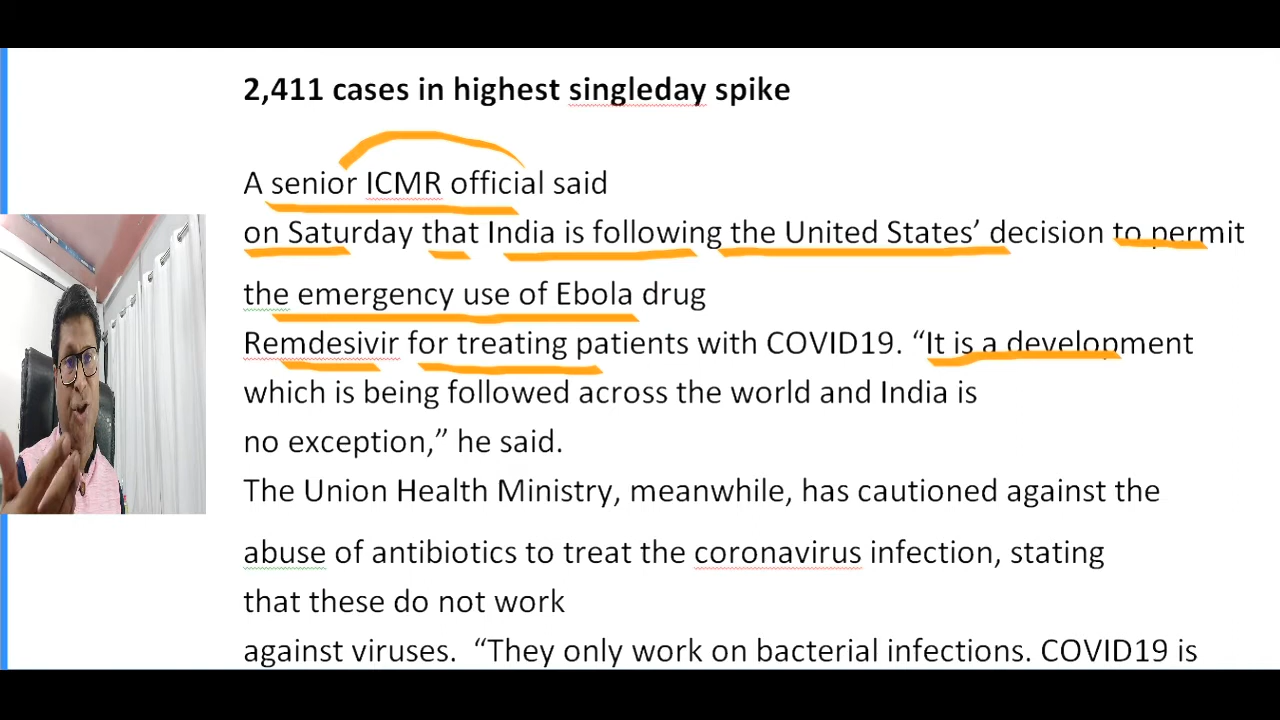 2,411 cases in highest singleday spike
A senior ICMR official said
on Saturday that India is following the United States’ decision to permit
the emergency use of Ebola drug
Remdesivir for treating patients with COVID19. “It is a development
which is being followed across the world and India is
no exception,” he said.
The Union Health Ministry, meanwhile, has cautioned against the
abuse of antibiotics to treat the coronavirus infection, stating
that these do not work
against viruses. “They only work on bacterial infections. COVID19 is